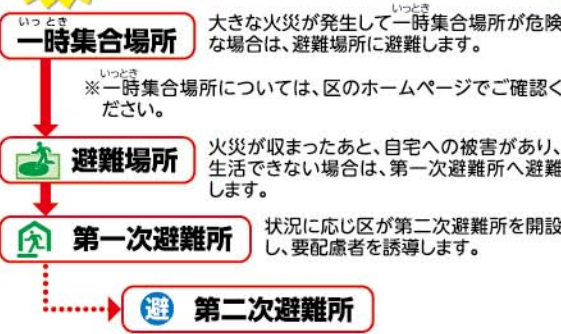 いっとき
一時集合場所
いっとき
大きな火災が発生して一時集合場所が危険
な場合は、避難場所に避難します。
いっとき
※一時集合場所については、区のホームページでご確認く
ださい。
避難場所
火災が収まったあと、自宅への被害があり、
生活できない場合は、第一次避難所へ避難
します。
第一次避難所
状況に応じ区が第二次避難所を開設
し、要配慮者を誘導します。
避 第二次避難所